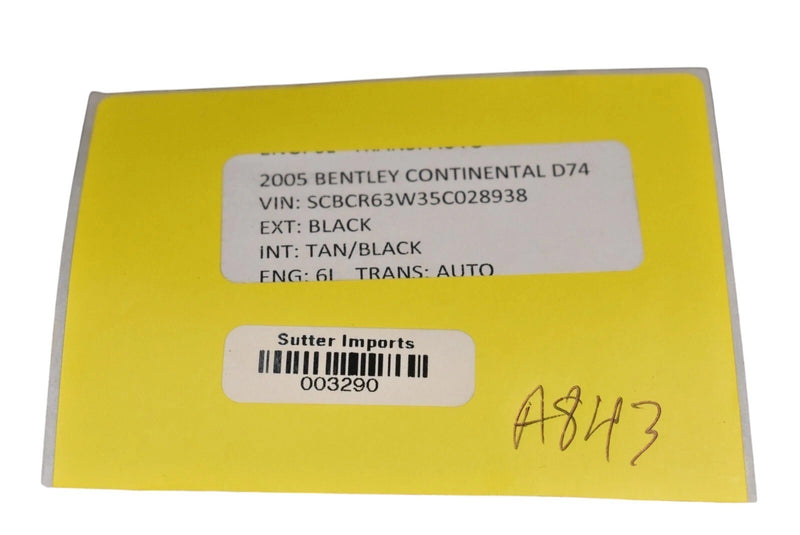 2005 BENTLEY CONTINENTAL D74
VIN: SCBCR63W35C028938
EXT: BLACK
INT: TAN/BLACK
ENG: 6L TRANS: AUTO
Sutter Imports
003290
A843